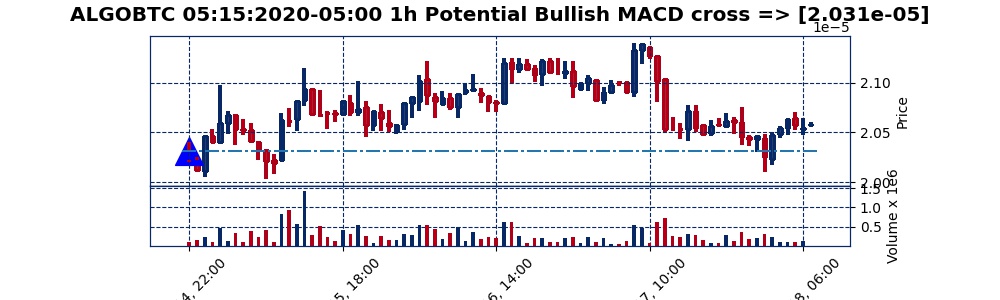 ALGOBTC 05:15:2020-05:00 1h Potential Bullish MACD cross => [2.031e-05]
1e−5
2.10
2.05
2.00
Price
1.5
1.0
0.5
Volume x 1e6
4, 22:00
5, 18:00
6, 14:00
7, 10:00
8, 06:00